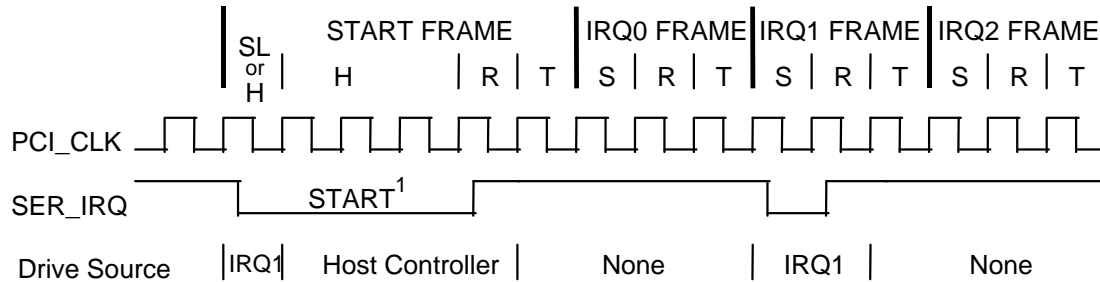 START FRAME IRQ0 FRAME IRQ1 FRAME IRQ2 FRAME
SL
or
H
H R T S R T S R T S R T
PCI_CLK
SER_IRQ START1
Drive Source IRQ1 Host Controller None IRQ1 None